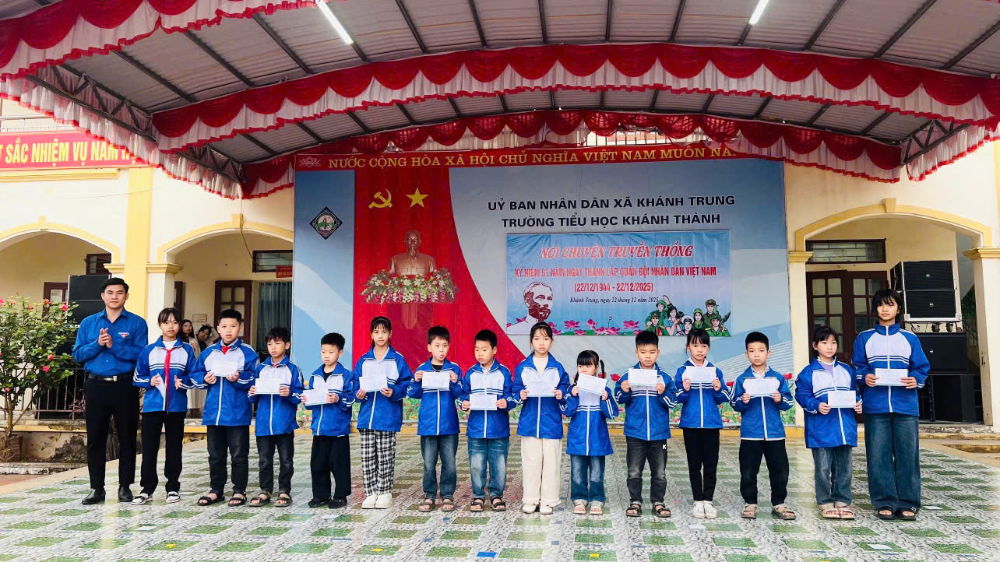 T SẮC NHIỆM VỤ NĂM H
NƯỚC CỘNG HÒA XÃ HỘI CHỦ NGHĨA VIỆT NAM MUÔN NĂ
UỶ BAN NHÂN DÂN XÃ KHÁNH TRUNG
TRƯỜNG TIỂU HỌC KHÁNH THÀNH
NÓI CHUYỆN TRUYỀN THỐNG
KỶ NIỆM 81 NĂM NGÀY THÀNH LẬP QUÂN ĐỘI NHÂN DÂN VIỆT NAM
(22/12/1944 - 22/12/2025)
Khánh Trung, ngày 22 tháng 12 năm 2025